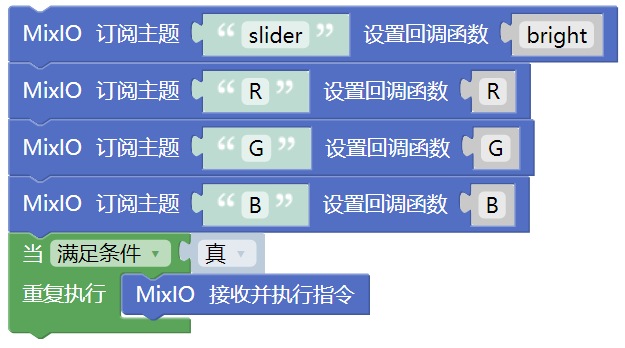 MixIO 订阅主题 “ slider ” 设置回调函数 bright
MixIO 订阅主题 “ R ” 设置回调函数 R
MixIO 订阅主题 “ G ” 设置回调函数 G
MixIO 订阅主题 “ B ” 设置回调函数 B
当 满足条件 真
重复执行 MixIO 接收并执行指令